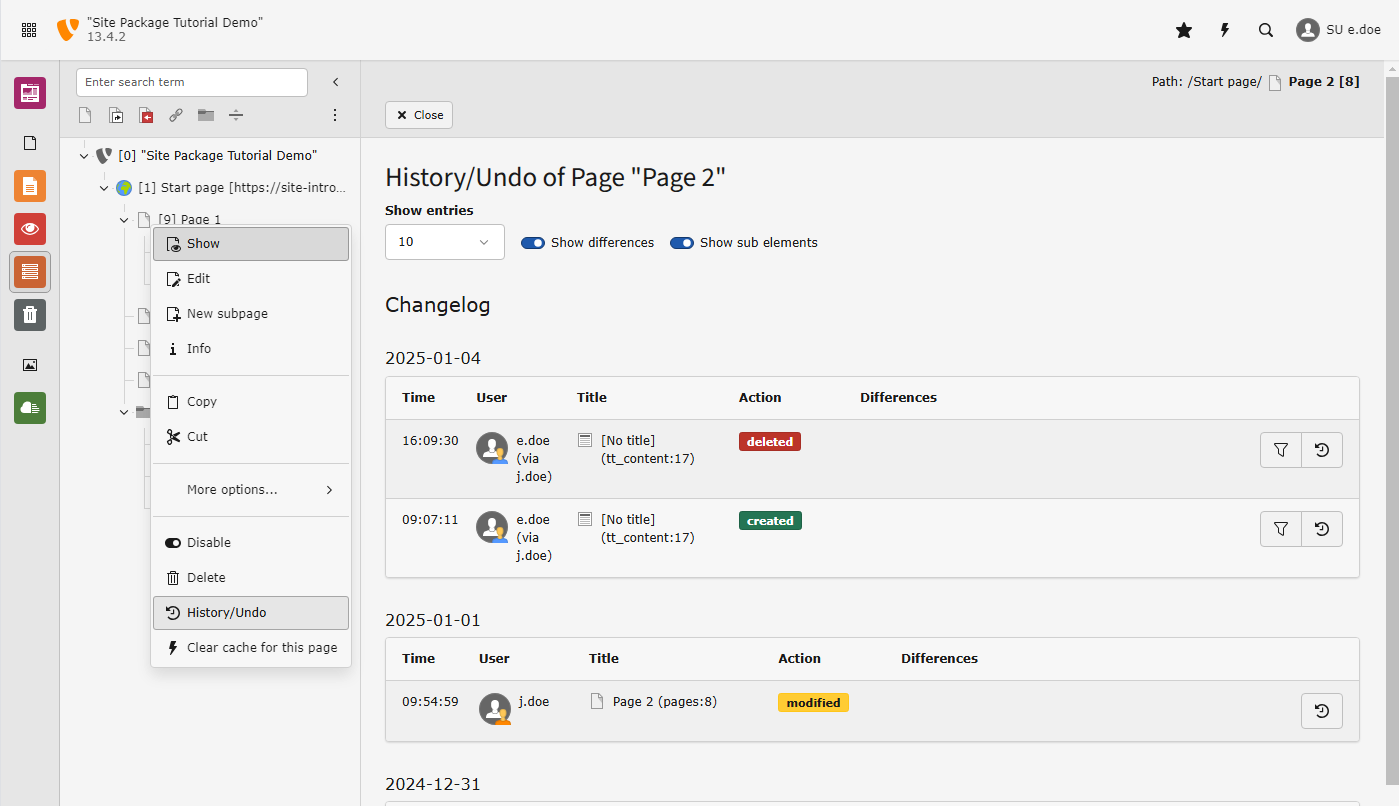 "Site Package Tutorial Demo"
13.4.2
SU e.doe
Enter search term
Path: /Start page/ Page 2 [8]
Close
[0] "Site Package Tutorial Demo"
[1] Start page [https://site-intro...
[9] Page 1
Show
Edit
New subpage
Info
Copy
Cut
More options...
Disable
Delete
History/Undo
Clear cache for this page
History/Undo of Page "Page 2"
Show entries
10
Show differences
Show sub elements
Changelog
2025-01-04
Time User Title Action Differences
16:09:30 e.doe [No title] deleted
(via (tt_content:17)
j.doe)
09:07:11 e.doe [No title] created
(via (tt_content:17)
j.doe)
2025-01-01
Time User Title Action Differences
09:54:59 j.doe Page 2 (pages:8) modified
2024-12-31